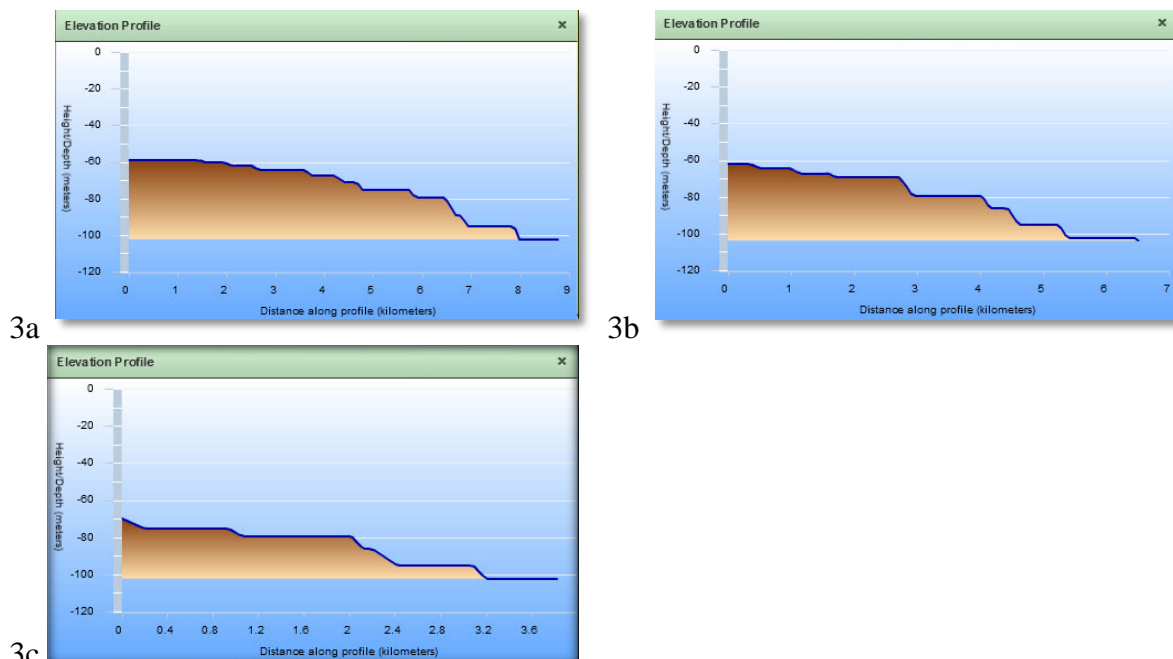 Elevation Profile ×
0
-20
-40
-60
-80
-100
-120
Height/Depth (meters)
0 1 2 3 4 5 6 7 8 9
Distance along profile (kilometers)
3a
Elevation Profile ×
0
-20
-40
-60
-80
-100
-120
Height/Depth (meters)
0 1 2 3 4 5 6 7
Distance along profile (kilometers)
3b
Elevation Profile ×
0
-20
-40
-60
-80
-100
-120
Height/Depth (meters)
0 0.4 0.8 1.2 1.6 2 2.4 2.8 3.2 3.6
Distance along profile (kilometers)
3c